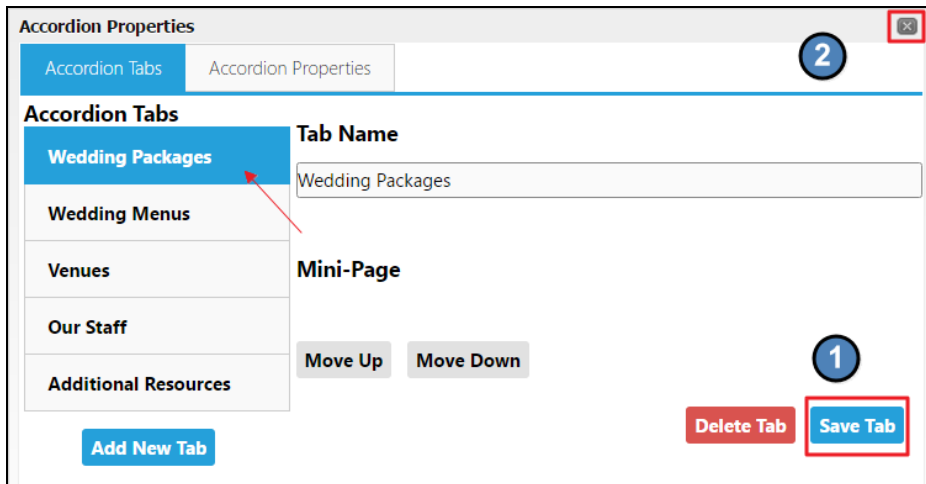 Accordion Properties
2
Accordion Tabs
Accordion Properties
Accordion Tabs
Wedding Packages
Wedding Menus
Venues
Our Staff
Additional Resources
Add New Tab
Tab Name
Wedding Packages
Mini-Page
Move Up
Move Down
1
Delete Tab
Save Tab